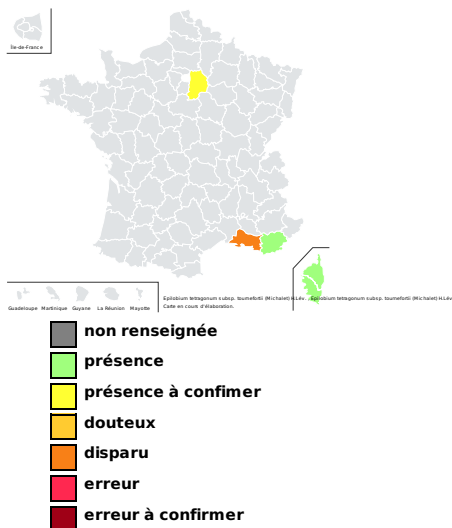 Île-de-France
Guadeloupe Martinique Guyane La Réunion Mayotte
Epilobium tetragonum subsp. tournefortii (Michalet) H.Lév. , Epilobium tetragonum subsp. tournefortii (Michalet) H.Lév
Carte en cours d'élaboration.
non renseignée
présence
présence à confimer
douteux
disparu
erreur
erreur à confirmer